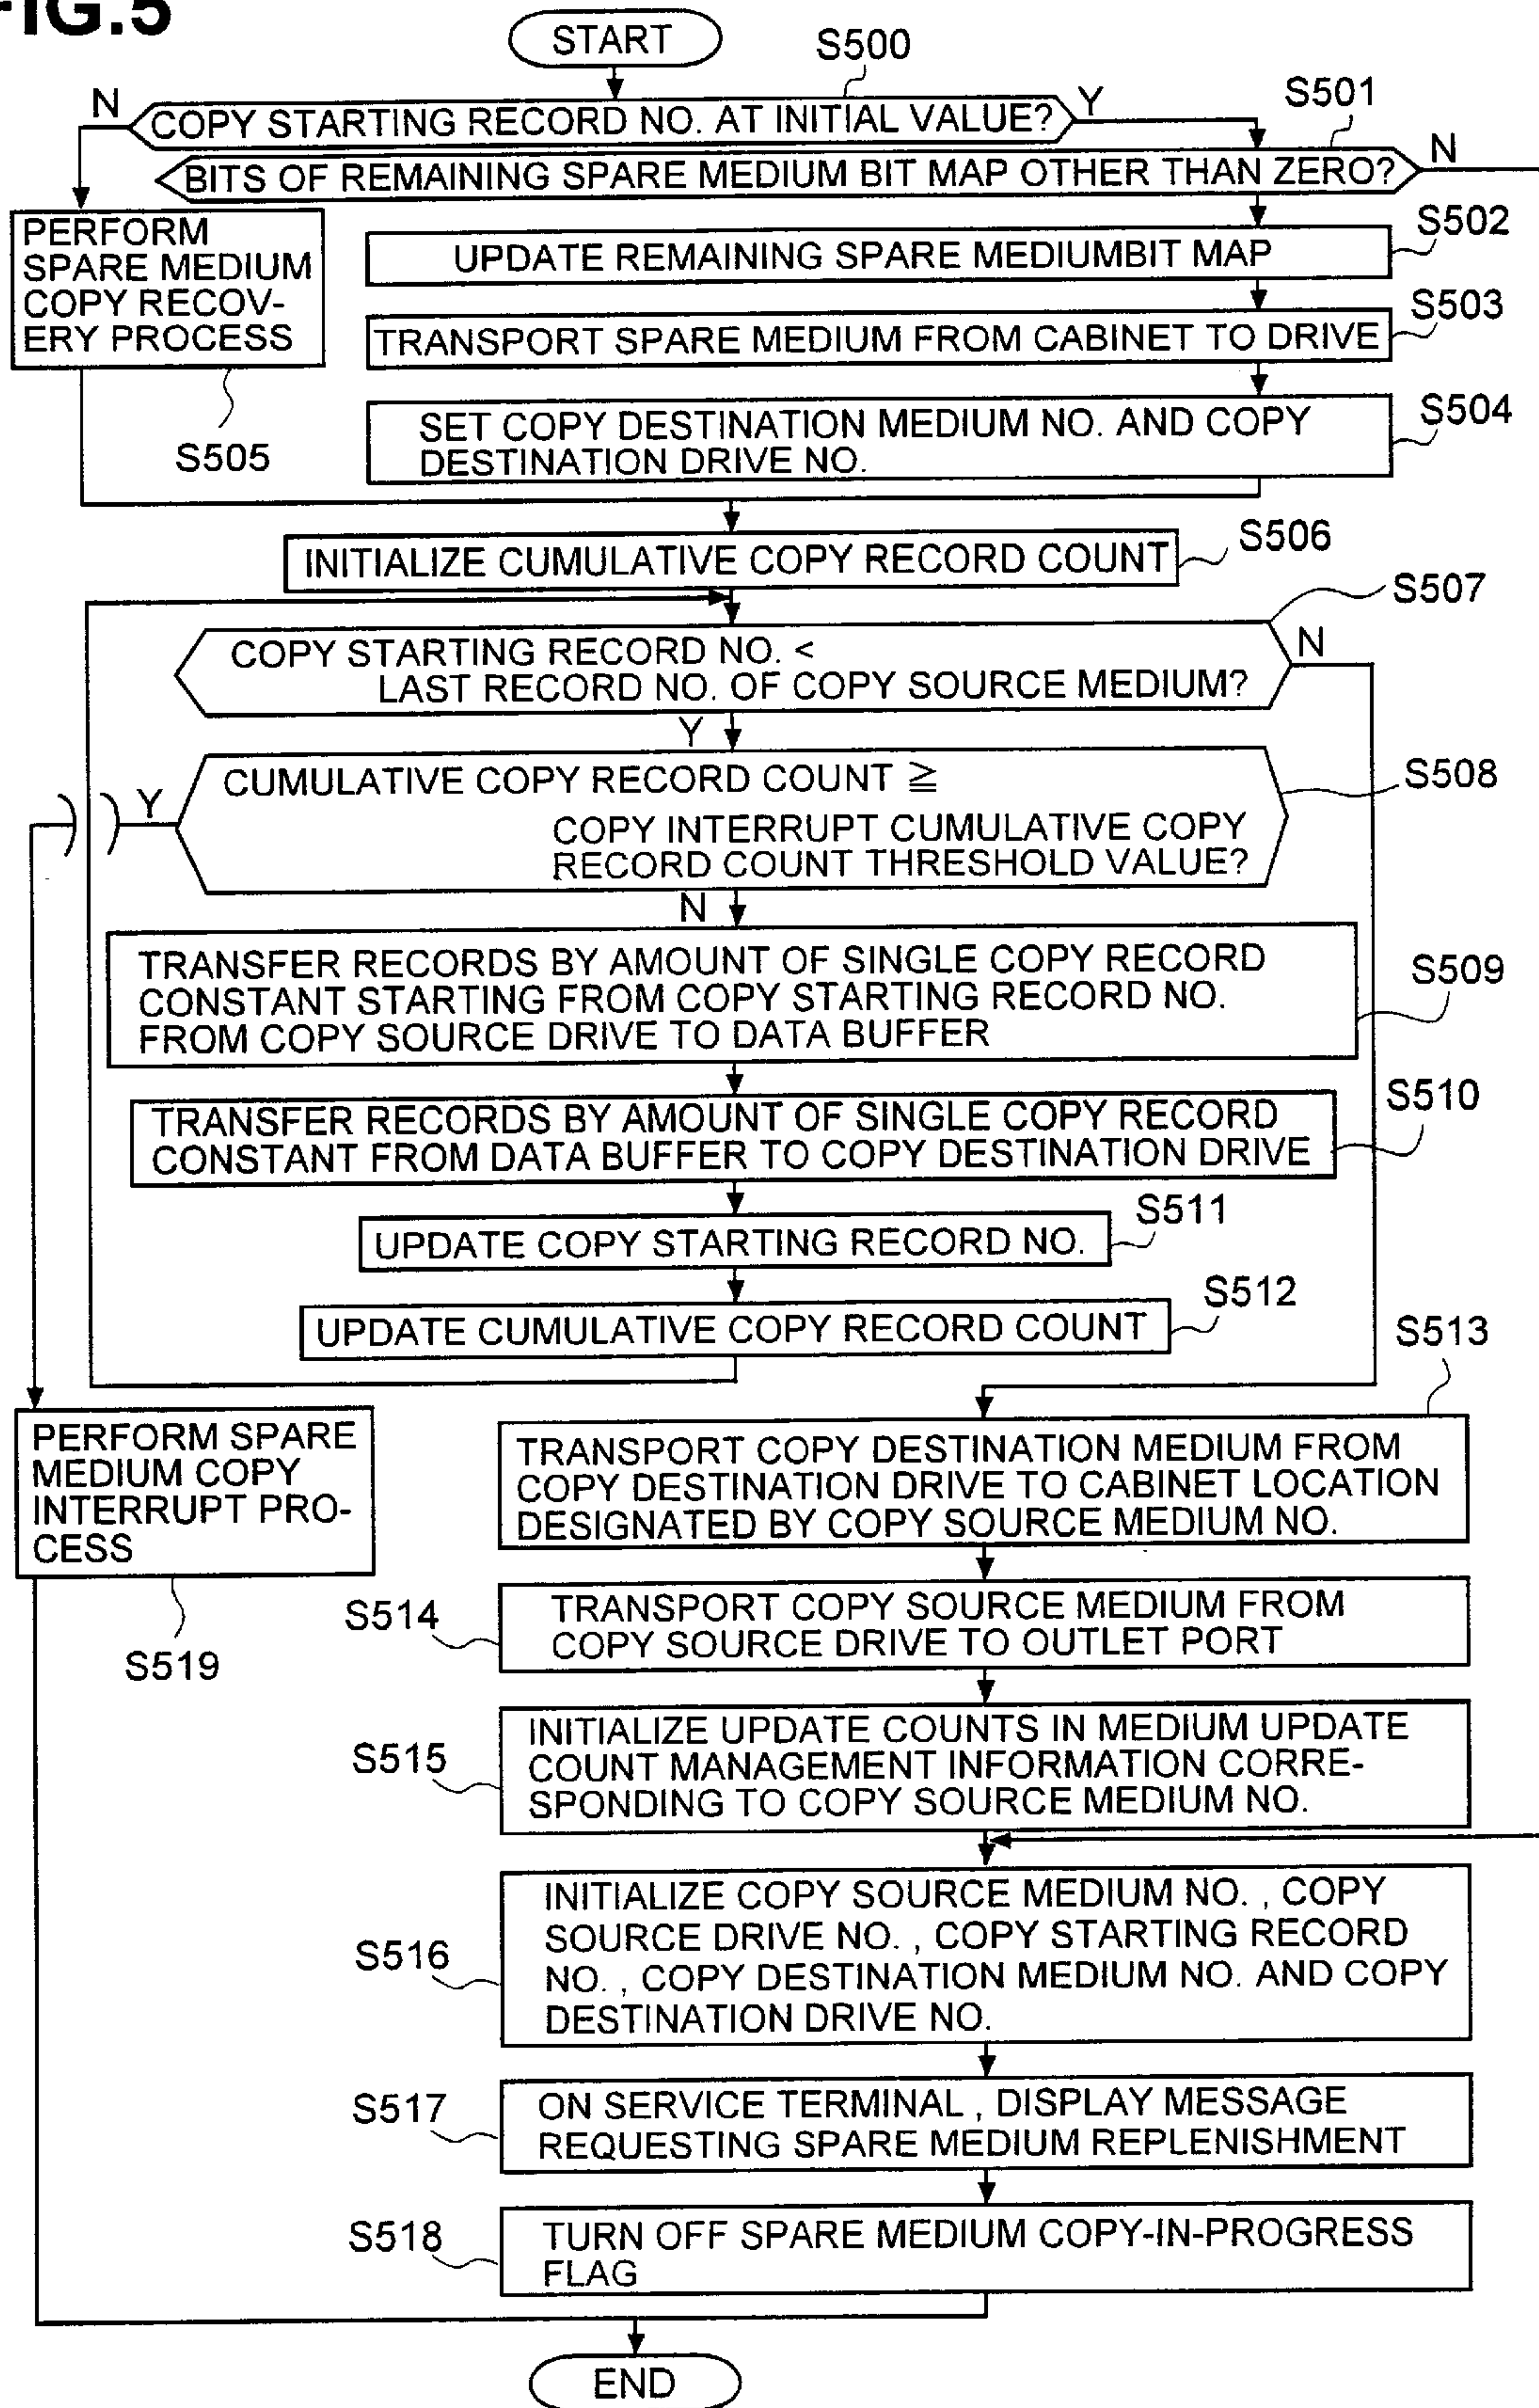 FIG.5
START
S500
N
COPY STARTING RECORD NO. AT INITIAL VALUE?
Y
S501
BITS OF REMAINING SPARE MEDIUM BIT MAP OTHER THAN ZERO?
N
PERFORM
SPARE MEDIUM
COPY RECOV-
ERY PROCESS
S505
UPDATE REMAINING SPARE MEDIUMBIT MAP
S502
TRANSPORT SPARE MEDIUM FROM CABINET TO DRIVE
S503
SET COPY DESTINATION MEDIUM NO. AND COPY
DESTINATION DRIVE NO.
S504
INITIALIZE CUMULATIVE COPY RECORD COUNT
S506
COPY STARTING RECORD NO. <
LAST RECORD NO. OF COPY SOURCE MEDIUM?
S507
N
Y
CUMULATIVE COPY RECORD COUNT ≧
COPY INTERRUPT CUMULATIVE COPY
RECORD COUNT THRESHOLD VALUE?
S508
Y
N
TRANSFER RECORDS BY AMOUNT OF SINGLE COPY RECORD
CONSTANT STARTING FROM COPY STARTING RECORD NO.
FROM COPY SOURCE DRIVE TO DATA BUFFER
S509
TRANSFER RECORDS BY AMOUNT OF SINGLE COPY RECORD
CONSTANT FROM DATA BUFFER TO COPY DESTINATION DRIVE
S510
UPDATE COPY STARTING RECORD NO.
S511
UPDATE CUMULATIVE COPY RECORD COUNT
S512
PERFORM SPARE
MEDIUM COPY
INTERRUPT PRO-
CESS
S519
S513
TRANSPORT COPY DESTINATION MEDIUM FROM
COPY DESTINATION DRIVE TO CABINET LOCATION
DESIGNATED BY COPY SOURCE MEDIUM NO.
S514
TRANSPORT COPY SOURCE MEDIUM FROM
COPY SOURCE DRIVE TO OUTLET PORT
S515
INITIALIZE UPDATE COUNTS IN MEDIUM UPDATE
COUNT MANAGEMENT INFORMATION CORRE-
SPONDING TO COPY SOURCE MEDIUM NO.
S516
INITIALIZE COPY SOURCE MEDIUM NO. , COPY
SOURCE DRIVE NO. , COPY STARTING RECORD
NO. , COPY DESTINATION MEDIUM NO. AND COPY
DESTINATION DRIVE NO.
S517
ON SERVICE TERMINAL , DISPLAY MESSAGE
REQUESTING SPARE MEDIUM REPLENISHMENT
S518
TURN OFF SPARE MEDIUM COPY-IN-PROGRESS
FLAG
END